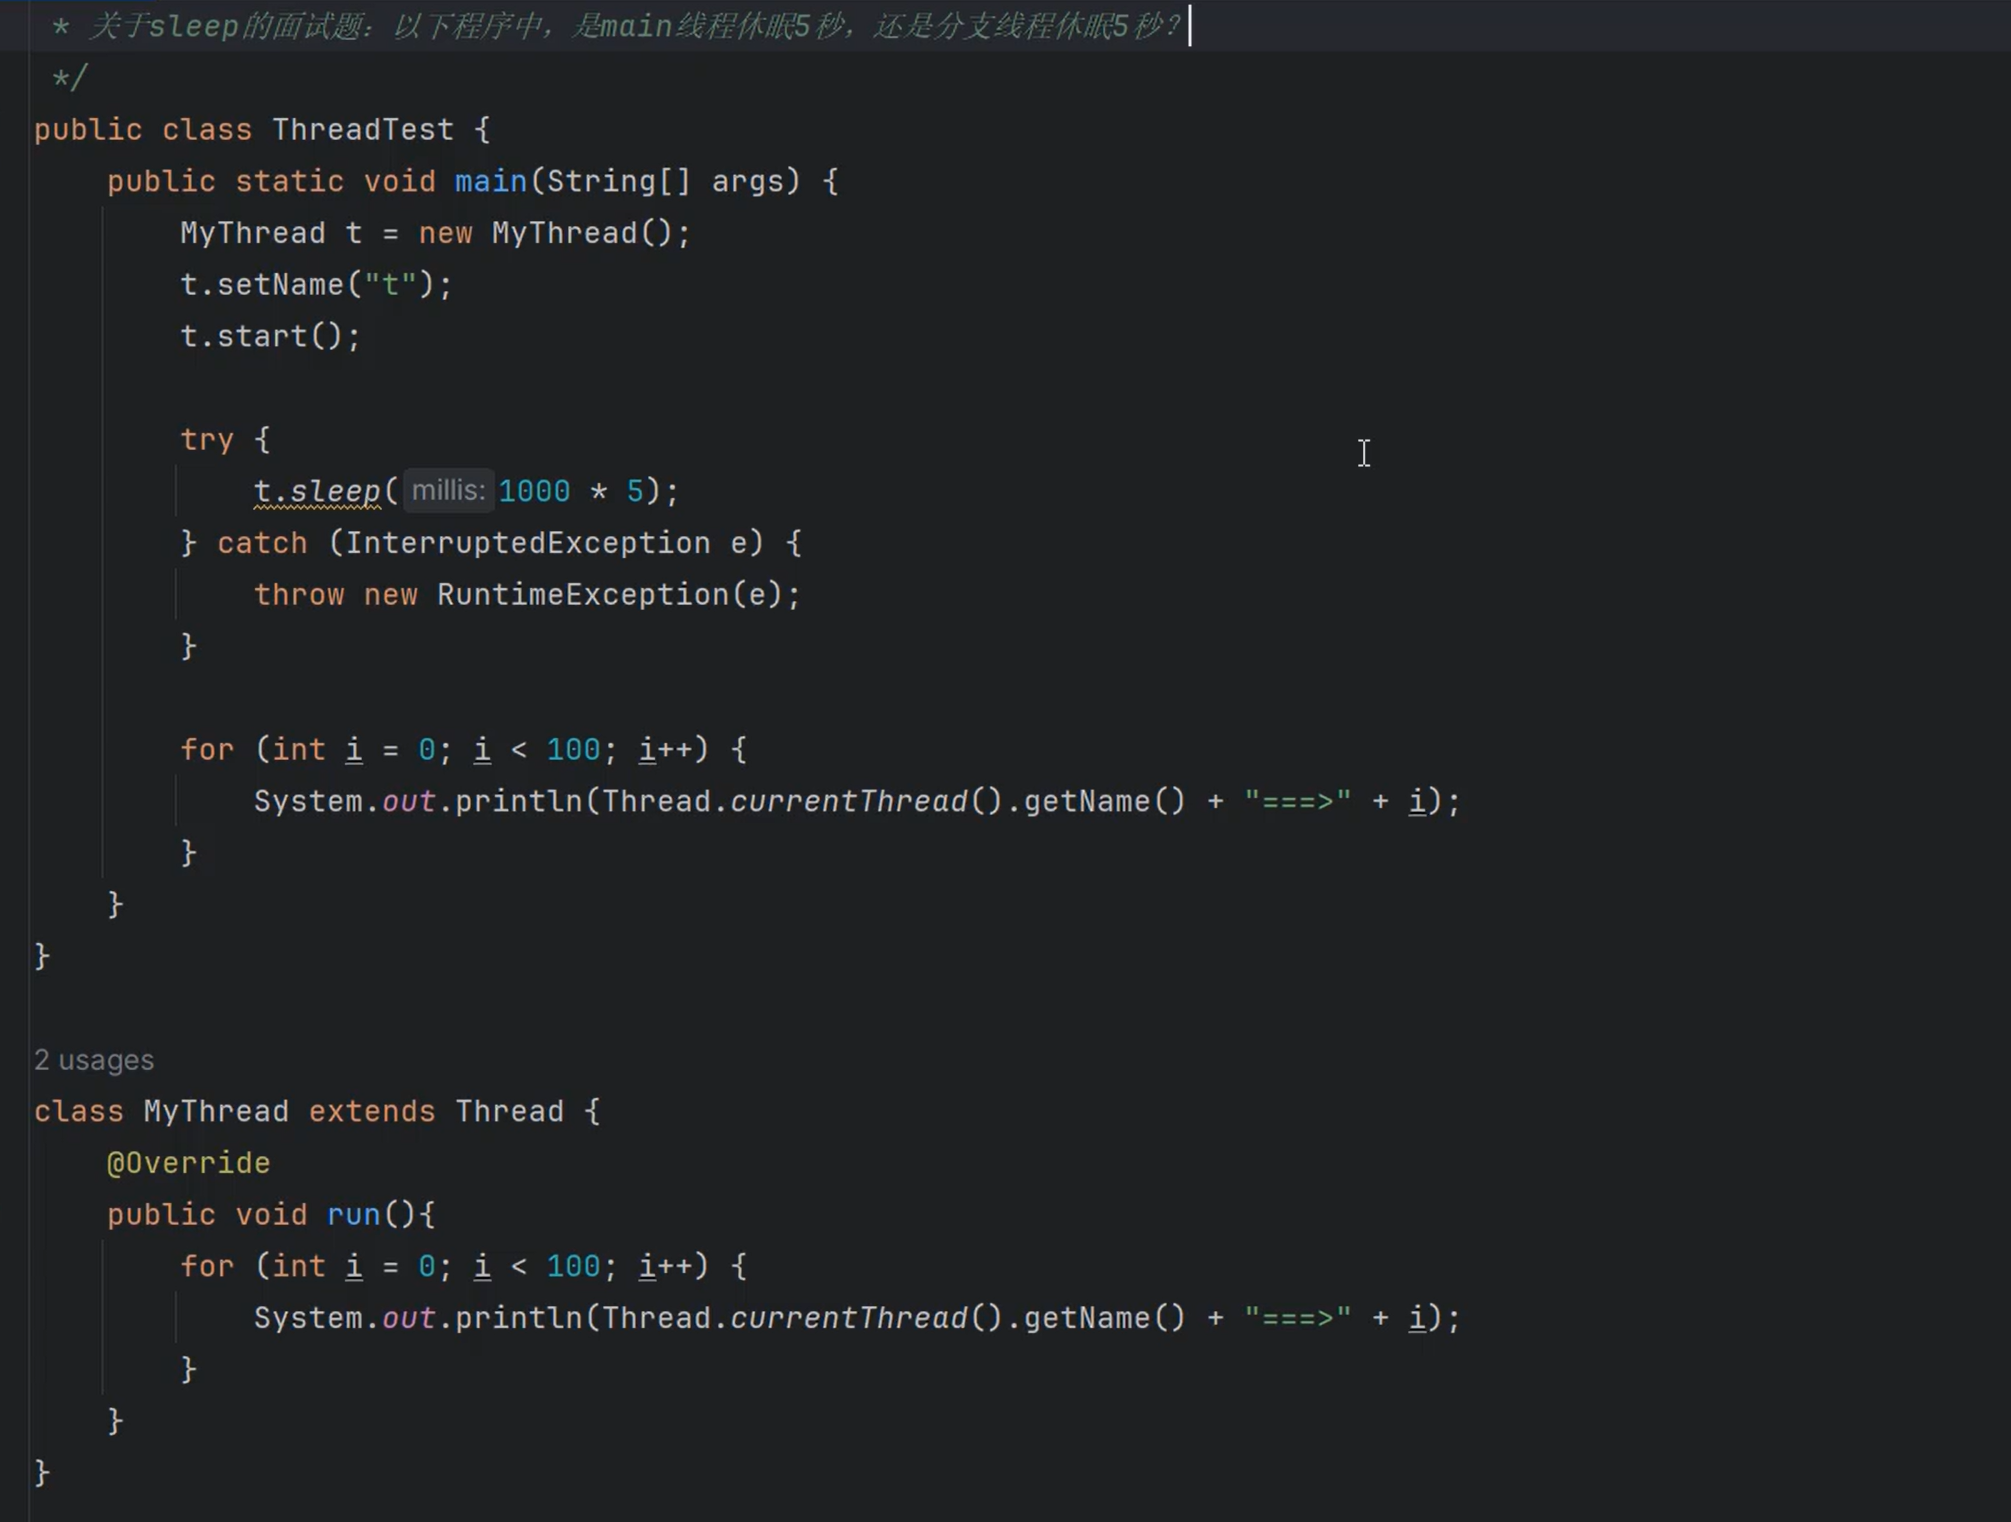 * 关于sleep的面试题：以下程序中，是main线程休眠5秒，还是分支线程休眠5秒？
*/
public class ThreadTest {
public static void main(String[] args) {
MyThread t = new MyThread();
t.setName("t");
t.start();
try {
t.sleep( millis: 1000 * 5);
} catch (InterruptedException e) {
throw new RuntimeException(e);
}
for (int i = 0; i < 100; i++) {
System.out.println(Thread.currentThread().getName() + "===>" + i);
}
}
}
2 usages
class MyThread extends Thread {
@Override
public void run(){
for (int i = 0; i < 100; i++) {
System.out.println(Thread.currentThread().getName() + "===>" + i);
}
}
}